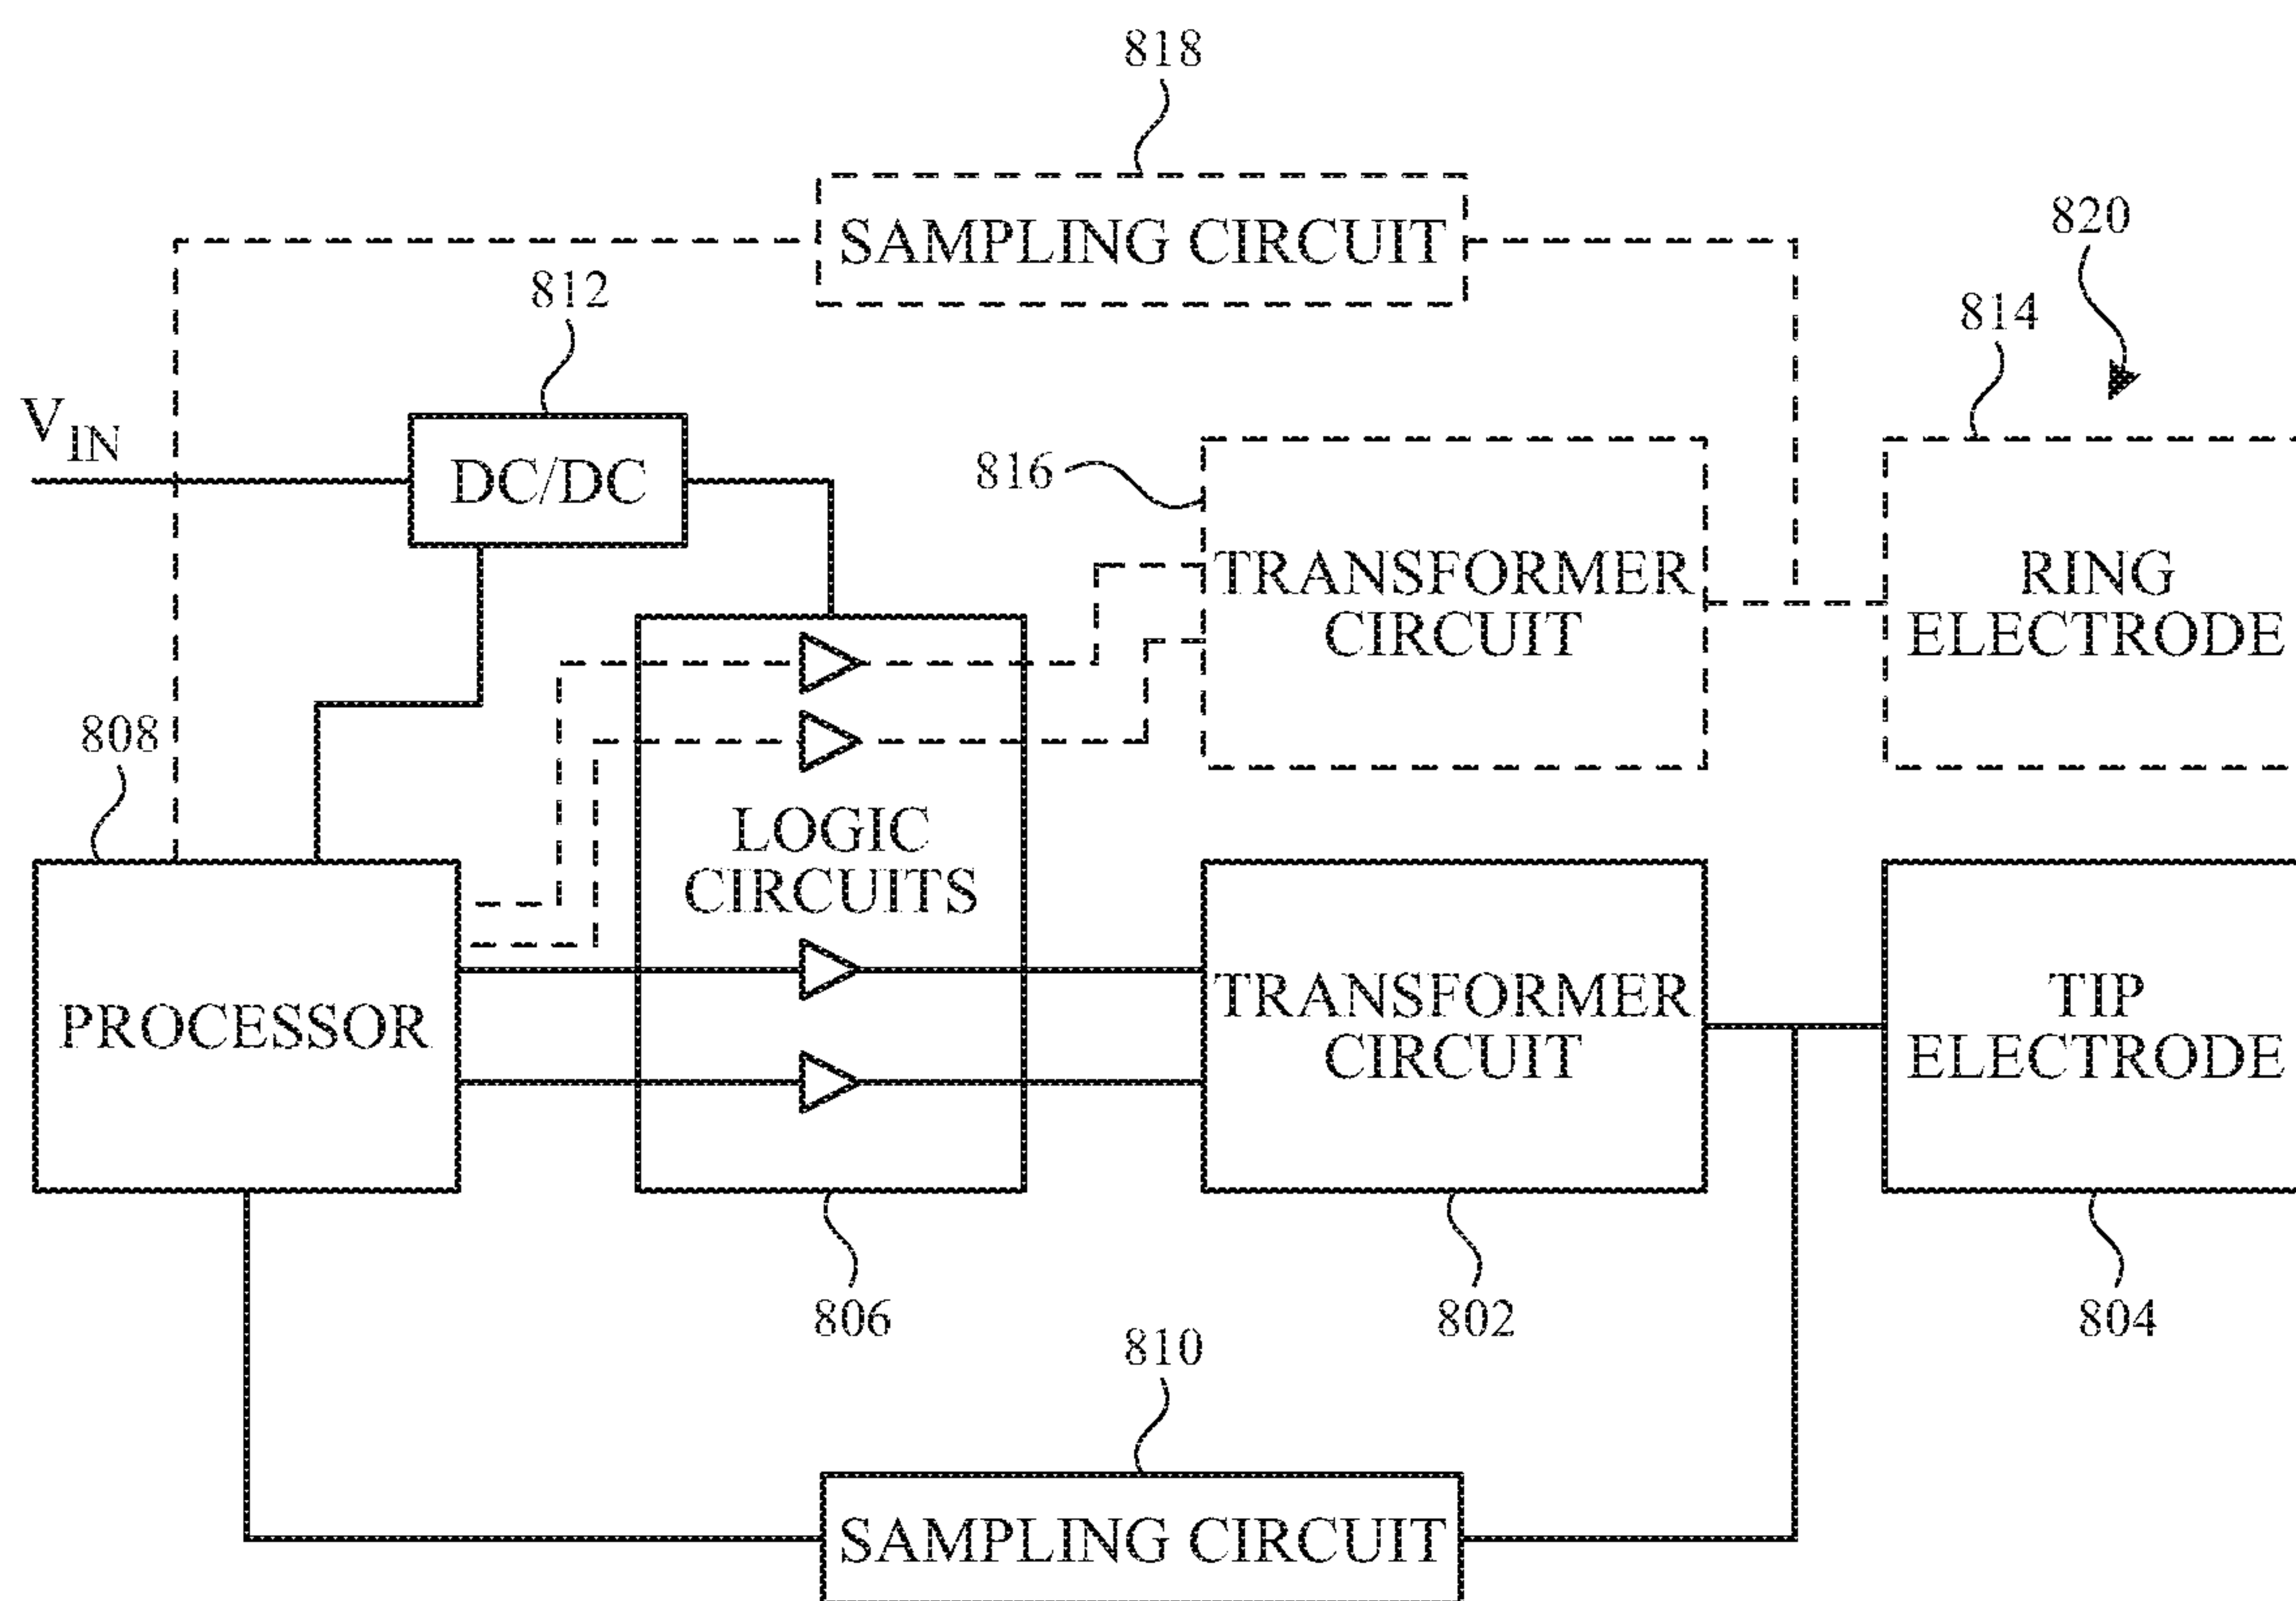 818
820
SAMPLING CIRCUIT
812
814
V_IN
DC/DC
816
TRANSFORMER
CIRCUIT
RING
ELECTRODE
808
LOGIC
CIRCUITS
PROCESSOR
TRANSFORMER
CIRCUIT
TIP
ELECTRODE
806
802
804
810
SAMPLING CIRCUIT